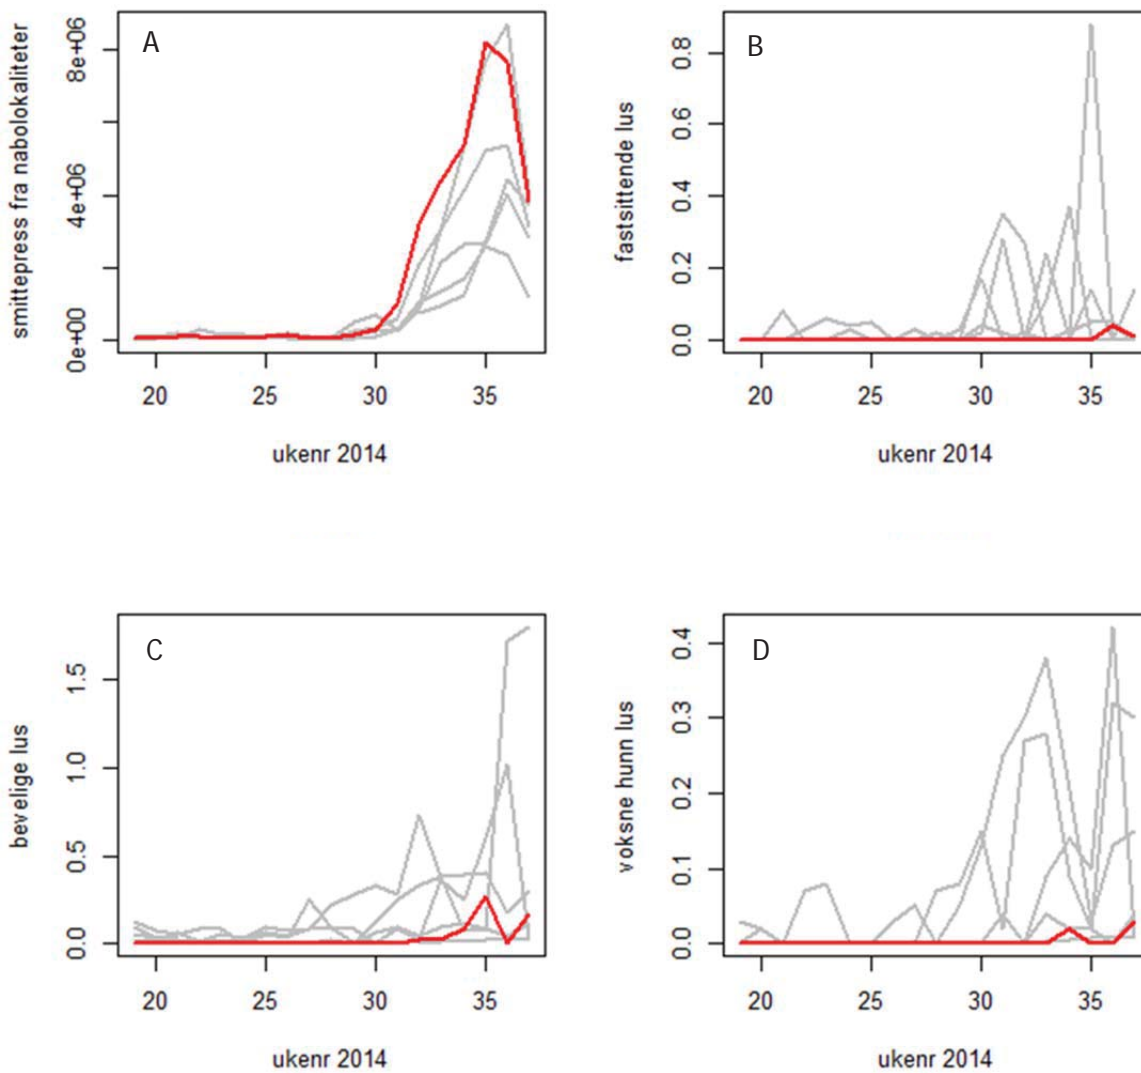 A
smittepress fra nabolokaliteter
0e+00
4e+06
8e+06
20 25 30 35
ukenr 2014
B
fastsittende lus
0.0
0.2
0.4
0.6
0.8
20 25 30 35
ukenr 2014
C
bevelige lus
0.0
0.5
1.0
1.5
20 25 30 35
ukenr 2014
D
voksne hunn lus
0.0
0.1
0.2
0.3
0.4
20 25 30 35
ukenr 2014